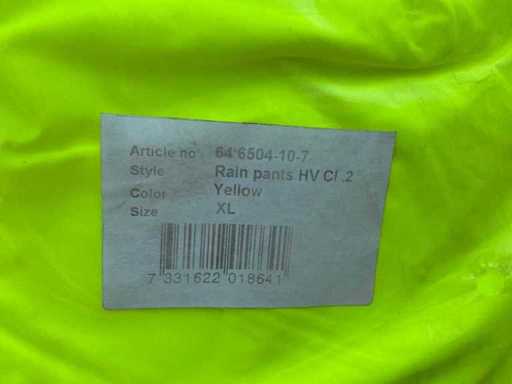 Article no 64 6504-10-7
Style Rain pants HV Cl.2
Color Yellow
Size XL
7 331622 018641